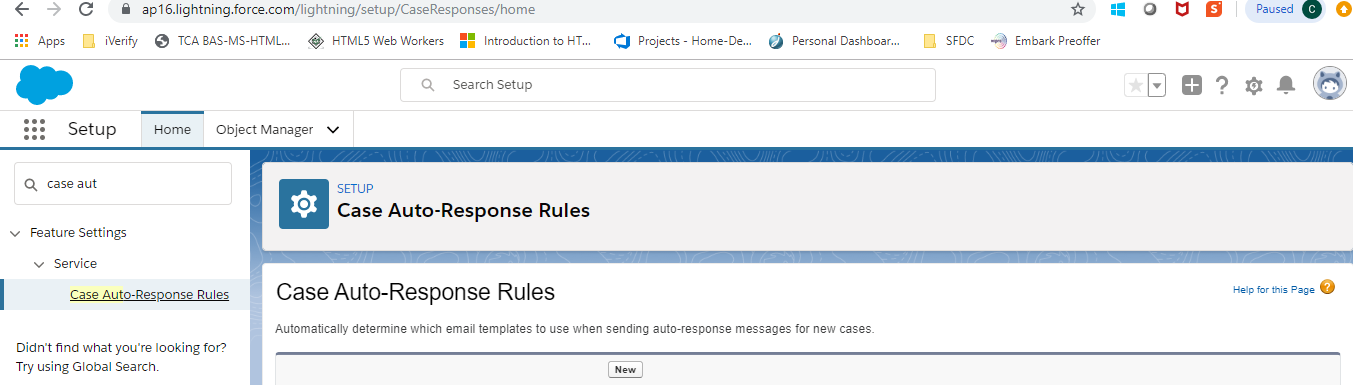 ap16.lightning.force.com/lightning/setup/CaseResponses/home
Paused C
Apps iVerify TCA BAS-MS-HTML... HTML5 Web Workers Introduction to HT... Projects - Home-De... Personal Dashboar... SFDC Embark Preoffer
Search Setup
Setup Home Object Manager
case aut
SETUP
Case Auto-Response Rules
Feature Settings
Service
Case Auto-Response Rules
Didn't find what you're looking for?
Try using Global Search.
Case Auto-Response Rules
Help for this Page ?
Automatically determine which email templates to use when sending auto-response messages for new cases.
New